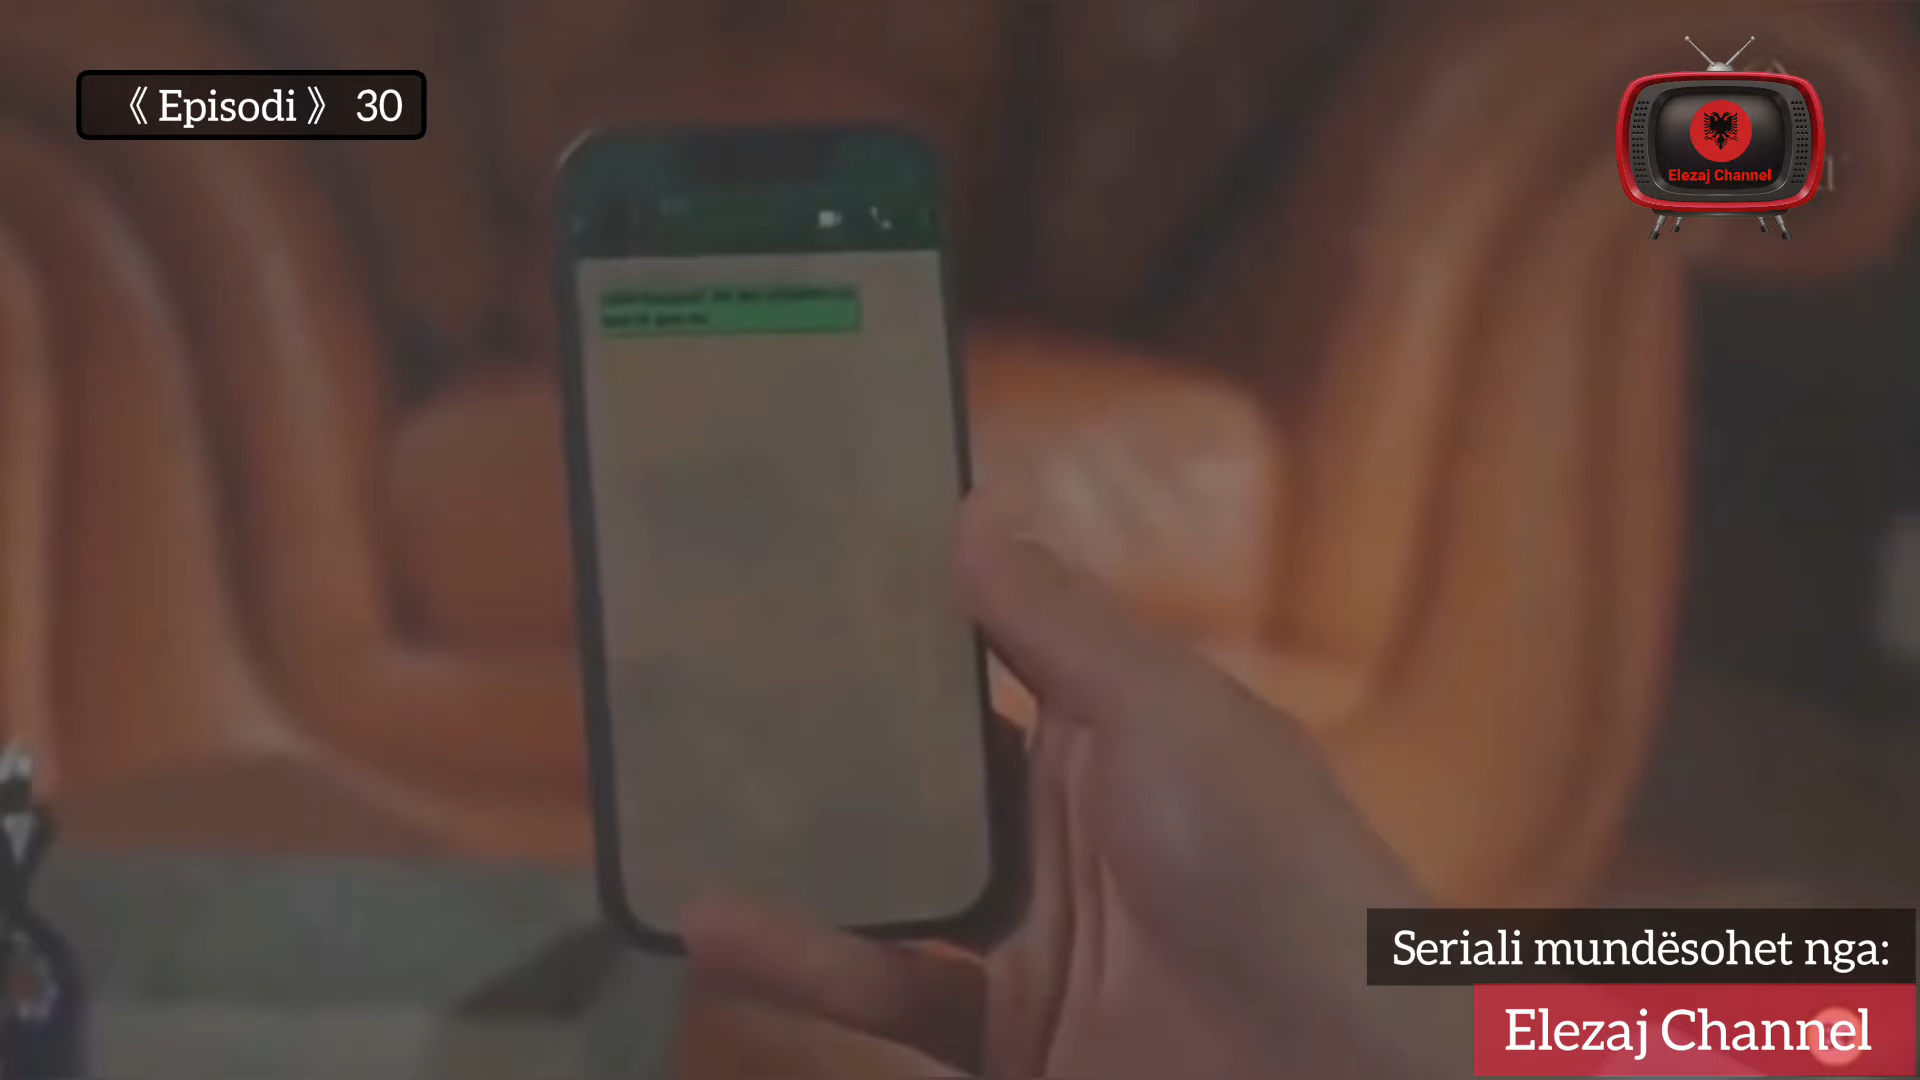 《 Episodi 》 30
Elezaj Channel
Seriali mundësohet nga:
Elezaj Channel